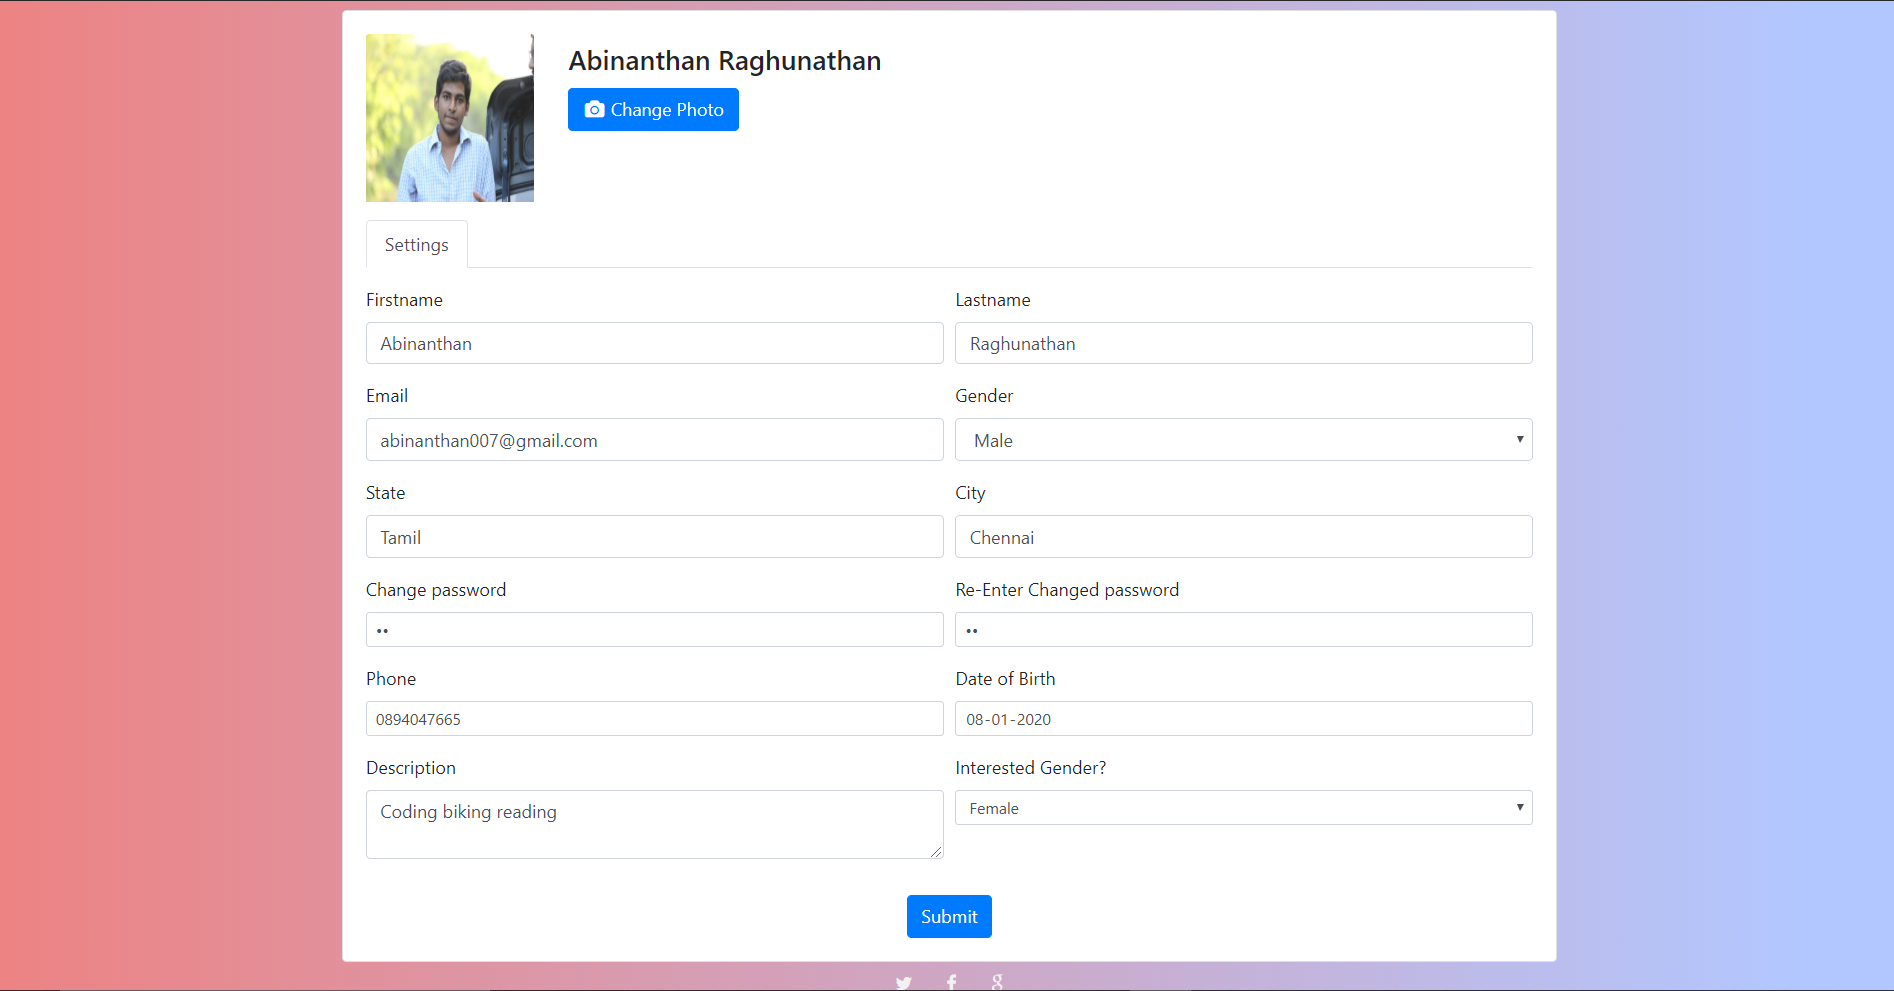 Abinanthan Raghunathan
Change Photo
Settings
Firstname
Lastname
Abinanthan
Raghunathan
Email
Gender
abinanthan007@gmail.com
Male
State
City
Tamil
Chennai
Change password
Re-Enter Changed password
••
••
Phone
Date of Birth
0894047665
08-01-2020
Description
Interested Gender?
Coding biking reading
Female
Submit